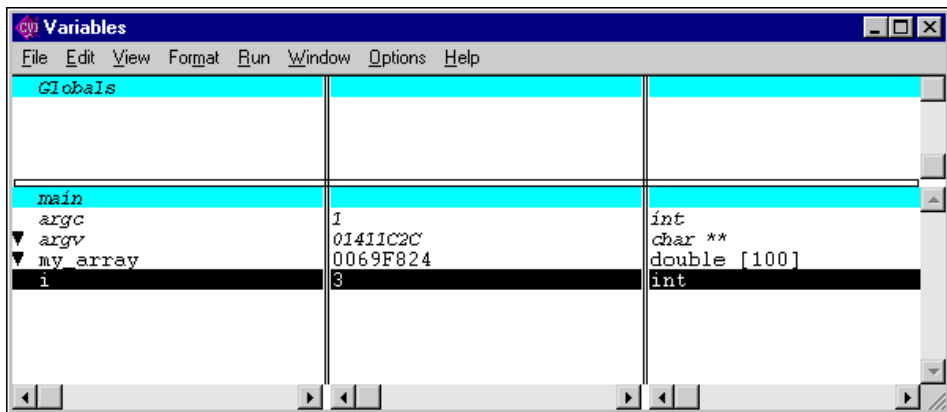 cvi Variables
File Edit View Format Run Window Options Help
Globals
main
argc 1 int
argv 01411C2C char **
my_array 0069F824 double [100]
i 3 int